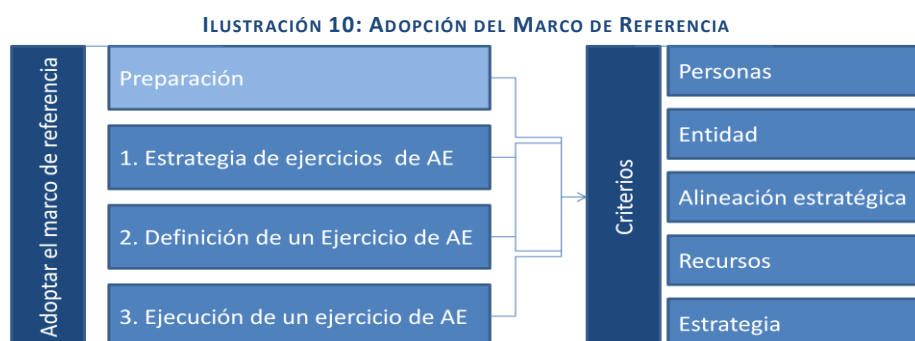 ILUSTRACIÓN 10: ADOPCIÓN DEL MARCO DE REFERENCIA
Adoptar el marco de referencia
Preparación
1. Estrategia de ejercicios de AE
2. Definición de un Ejercicio de AE
3. Ejecución de un ejercicio de AE
Criterios
Personas
Entidad
Alineación estratégica
Recursos
Estrategia